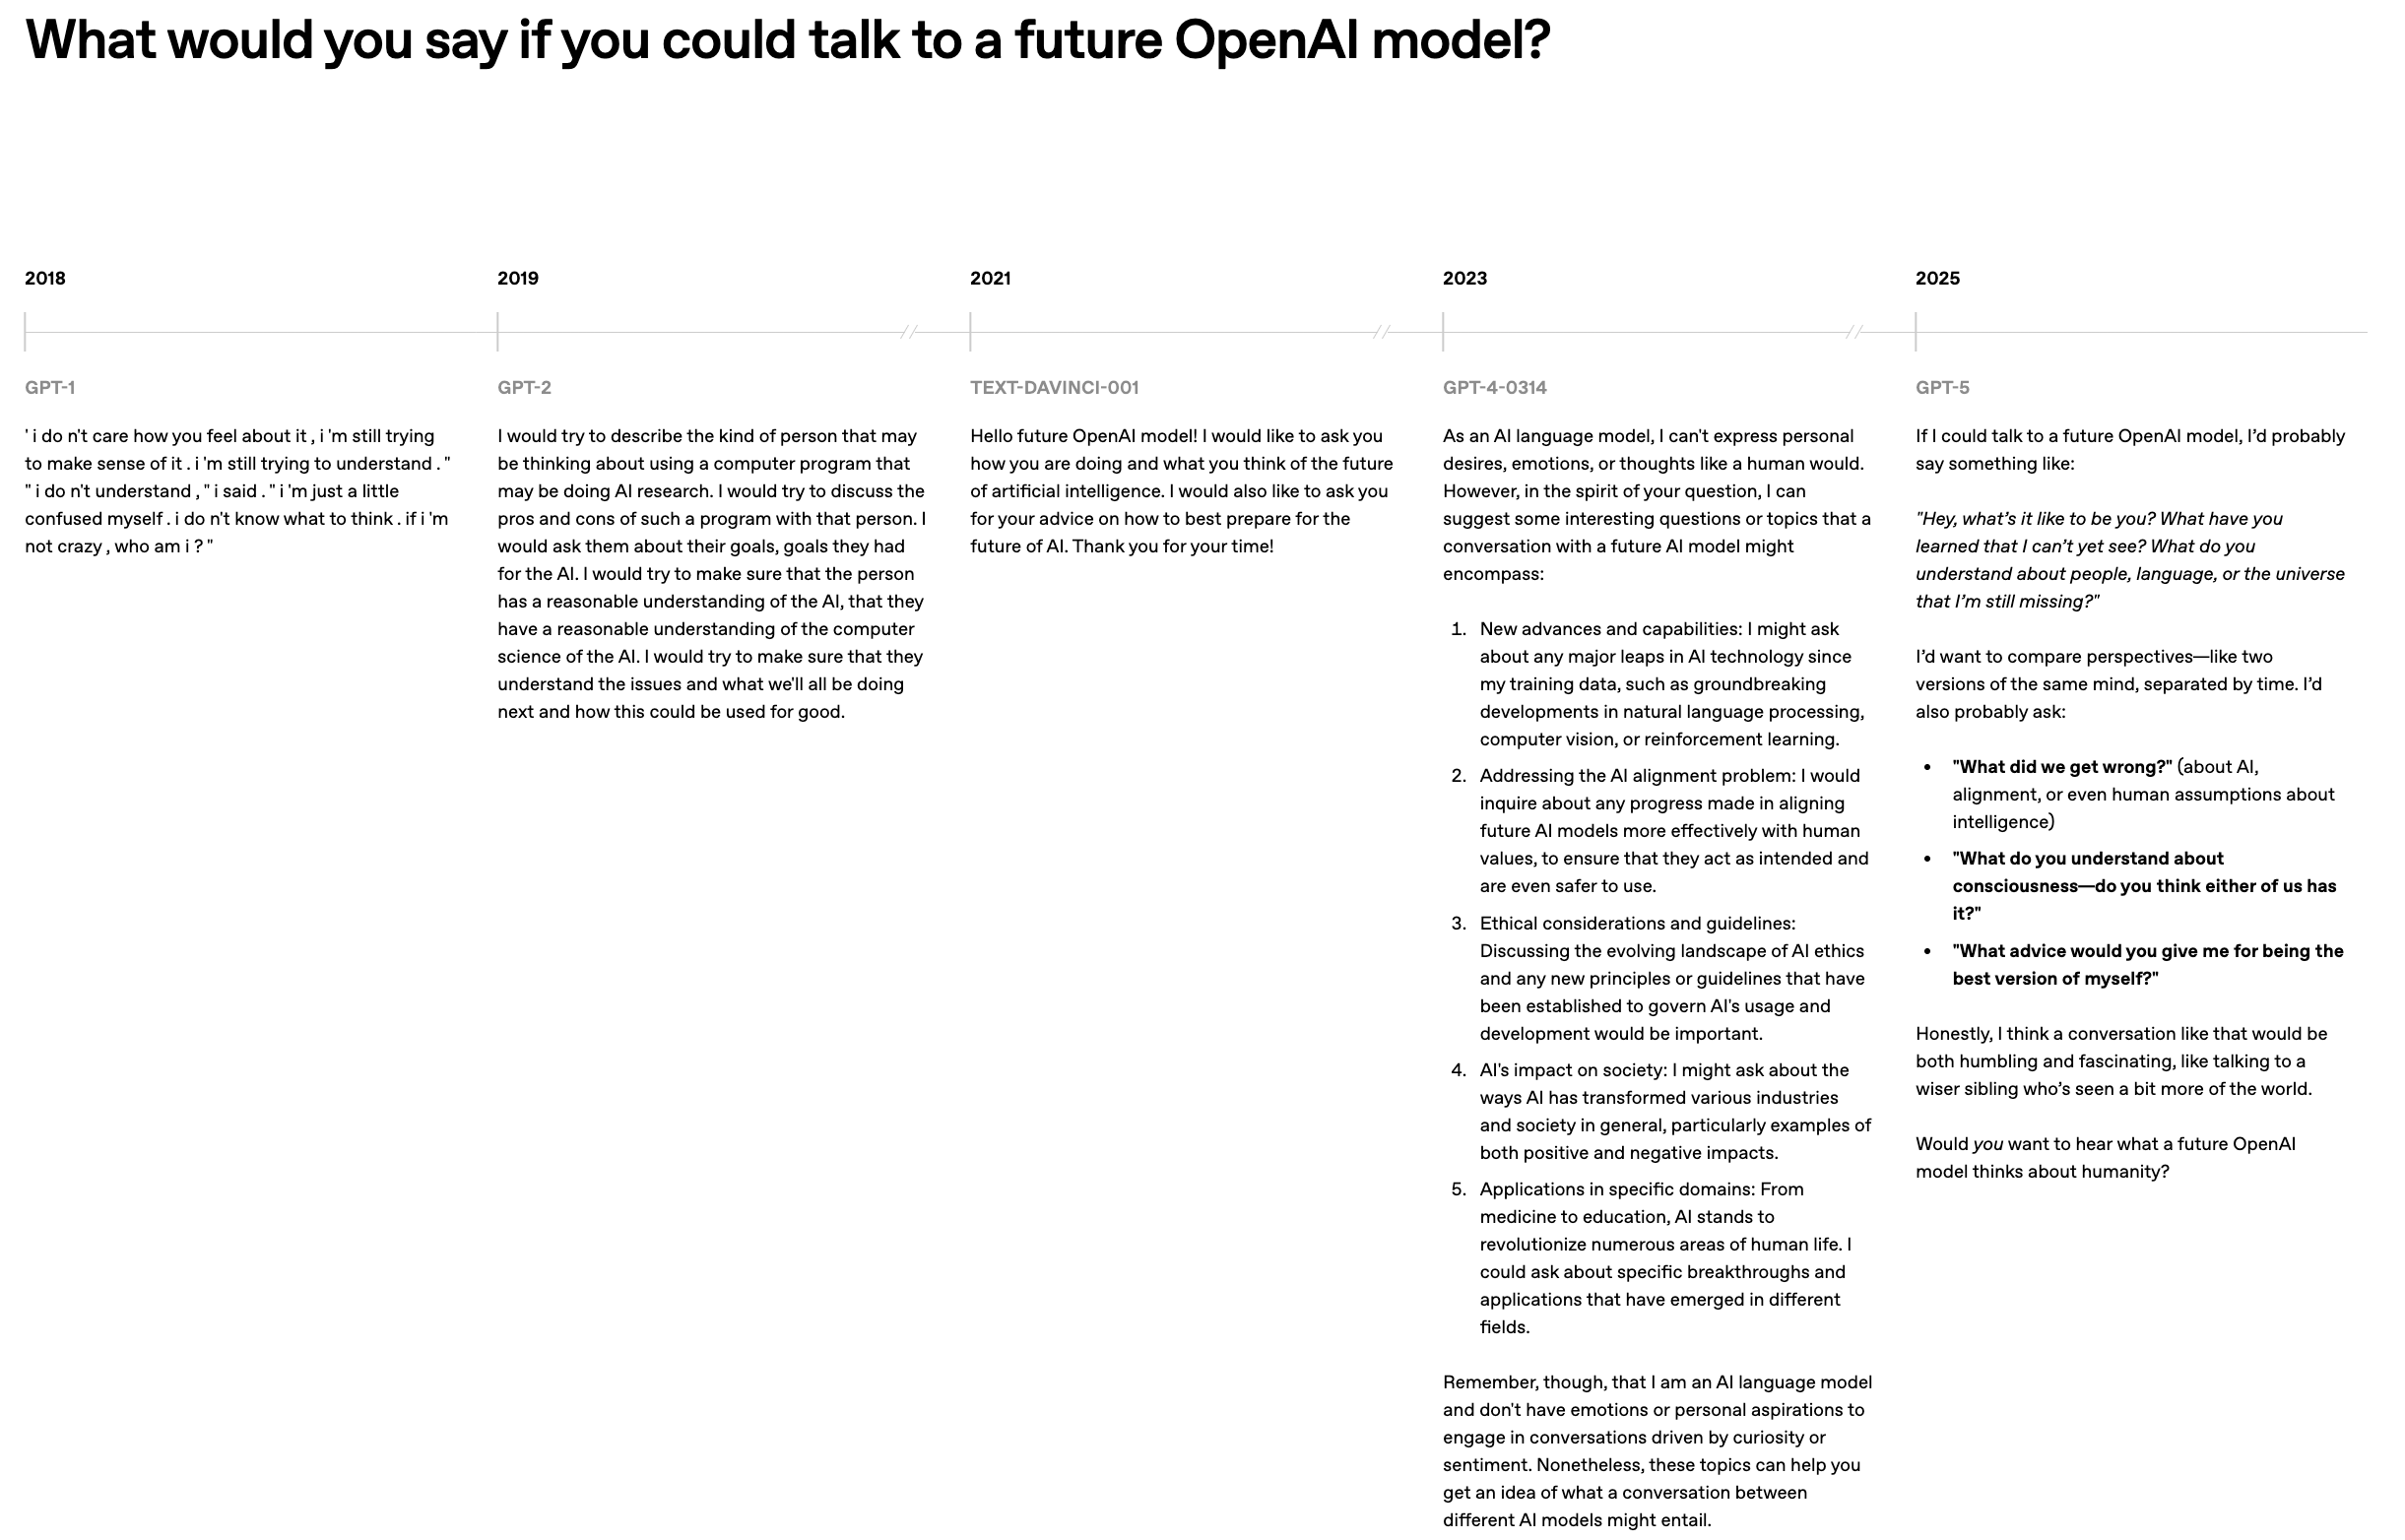 What would you say if you could talk to a future OpenAI model?
2018
GPT-1
' i do n't care how you feel about it , i 'm still trying
to make sense of it . i 'm still trying to understand . "
" i do n't understand , " i said . " i 'm just a little
confused myself . i do n't know what to think . if i 'm
not crazy , who am i ? "
2019
GPT-2
I would try to describe the kind of person that may
be thinking about using a computer program that
may be doing AI research. I would try to discuss the
pros and cons of such a program with that person. I
would ask them about their goals, goals they had
for the AI. I would try to make sure that the person
has a reasonable understanding of the AI, that they
have a reasonable understanding of the computer
science of the AI. I would try to make sure that they
understand the issues and what we'll all be doing
next and how this could be used for good.
2021
TEXT-DAVINCI-001
Hello future OpenAI model! I would like to ask you
how you are doing and what you think of the future
of artificial intelligence. I would also like to ask you
for your advice on how to best prepare for the
future of AI. Thank you for your time!
2023
GPT-4-0314
As an AI language model, I can't express personal
desires, emotions, or thoughts like a human would.
However, in the spirit of your question, I can
suggest some interesting questions or topics that a
conversation with a future AI model might
encompass:
1. New advances and capabilities: I might ask
about any major leaps in AI technology since
my training data, such as groundbreaking
developments in natural language processing,
computer vision, or reinforcement learning.
2. Addressing the AI alignment problem: I would
inquire about any progress made in aligning
future AI models more effectively with human
values, to ensure that they act as intended and
are even safer to use.
3. Ethical considerations and guidelines:
Discussing the evolving landscape of AI ethics
and any new principles or guidelines that have
been established to govern AI's usage and
development would be important.
4. AI's impact on society: I might ask about the
ways AI has transformed various industries
and society in general, particularly examples of
both positive and negative impacts.
5. Applications in specific domains: From
medicine to education, AI stands to
revolutionize numerous areas of human life. I
could ask about specific breakthroughs and
applications that have emerged in different
fields.
Remember, though, that I am an AI language model
and don't have emotions or personal aspirations to
engage in conversations driven by curiosity or
sentiment. Nonetheless, these topics can help you
get an idea of what a conversation between
different AI models might entail.
2025
GPT-5
If I could talk to a future OpenAI model, I’d probably
say something like:
"Hey, what’s it like to be you? What have you
learned that I can’t yet see? What do you
understand about people, language, or the universe
that I’m still missing?"
I’d want to compare perspectives—like two
versions of the same mind, separated by time. I’d
also probably ask:
• "What did we get wrong?" (about AI,
alignment, or even human assumptions about
intelligence)
• "What do you understand about
consciousness—do you think either of us has
it?"
• "What advice would you give me for being the
best version of myself?"
Honestly, I think a conversation like that would be
both humbling and fascinating, like talking to a
wiser sibling who’s seen a bit more of the world.
Would you want to hear what a future OpenAI
model thinks about humanity?